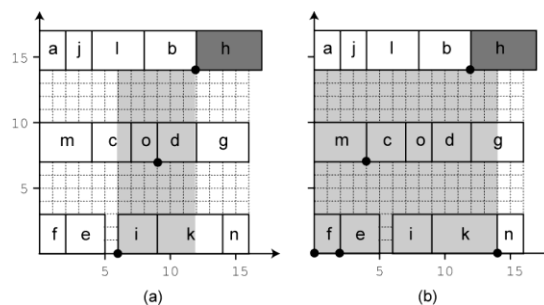 a j l b h a j l b h
15 15
10 m c o d g 10 m c o d g
5 5
f e i k n f e i k n
5 10 15 5 10 15
(a) (b)